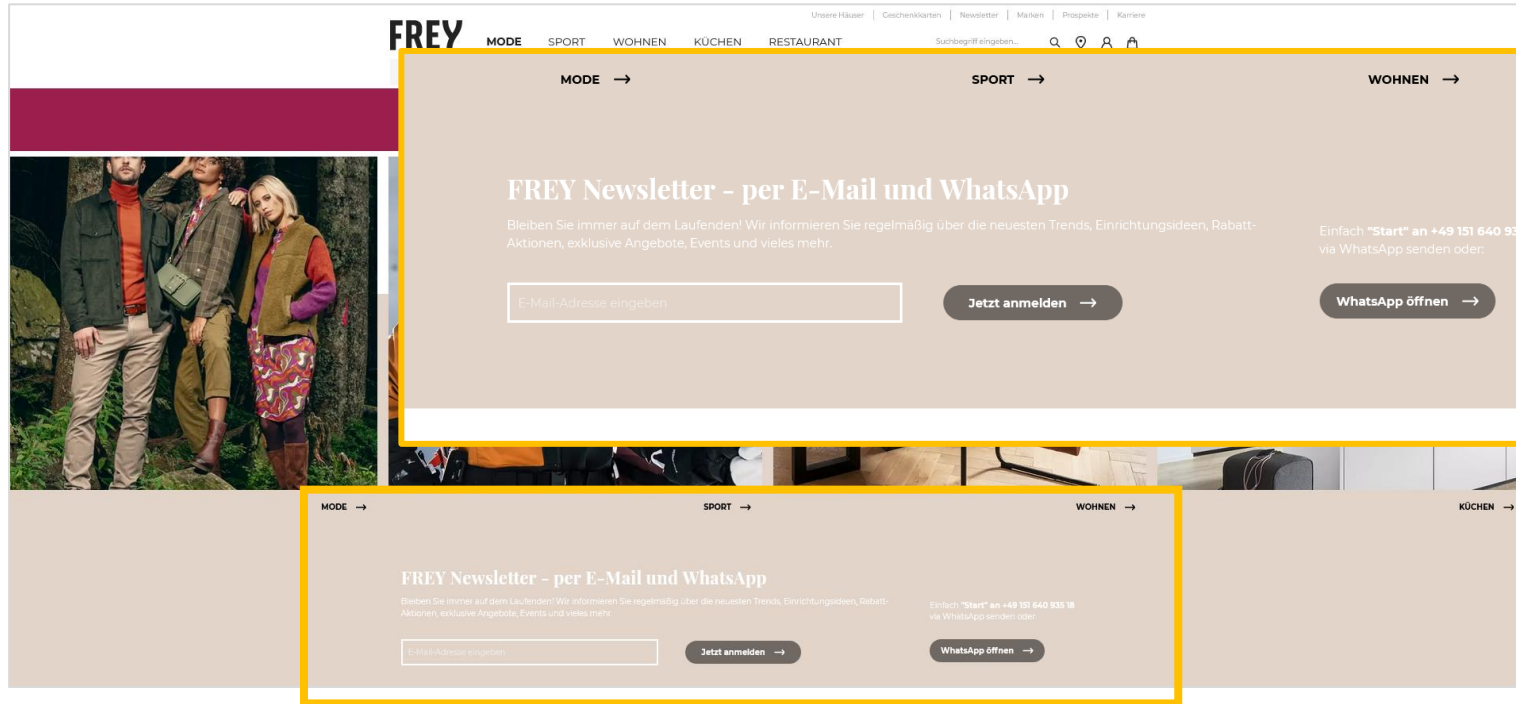 Unsere Häuser | Geschenkkarten | Newsletter | Marken | Prospekte | Karriere
FREY
MODE SPORT WOHNEN KÜCHEN RESTAURANT
Suchbegriff eingeben...
MODE → SPORT → WOHNEN →
FREY Newsletter - per E-Mail und WhatsApp
Bleiben Sie immer auf dem Laufenden! Wir informieren Sie regelmäßig über die neuesten Trends, Einrichtungsideen, Rabatt-
Aktionen, exklusive Angebote, Events und vieles mehr.
Einfach "Start" an +49 151 640 93
via WhatsApp senden oder:
E-Mail-Adresse eingeben
Jetzt anmelden →
WhatsApp öffnen →
MODE → SPORT → WOHNEN → KÜCHEN →
FREY Newsletter - per E-Mail und WhatsApp
Bleiben Sie immer auf dem Laufenden! Wir informieren Sie regelmäßig über die neuesten Trends, Einrichtungsideen, Rabatt-
Aktionen, exklusive Angebote, Events und vieles mehr.
Einfach "Start" an +49 151 640 935 18
via WhatsApp senden oder:
E-Mail-Adresse eingeben
Jetzt anmelden →
WhatsApp öffnen →